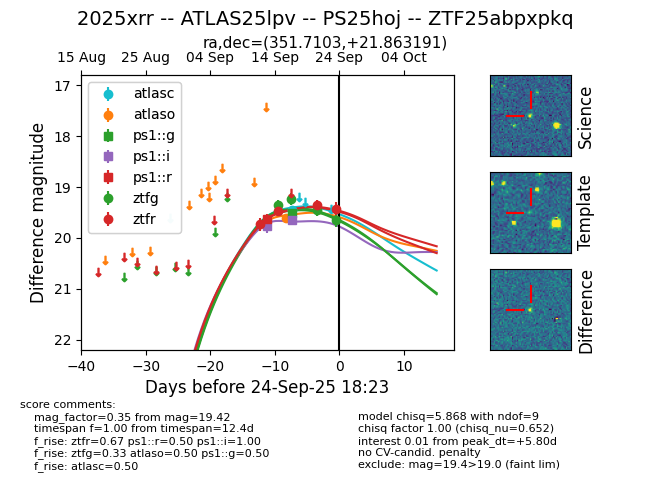 2025xrr -- ATLAS25lpv -- PS25hoj -- ZTF25abpxpkq
ra,dec=(351.7103,+21.863191)
15 Aug 25 Aug 04 Sep 14 Sep 24 Sep 04 Oct
atlasc
atlaso
ps1::g
ps1::i
ps1::r
ztfg
ztfr
17
18
19
20
21
22
Difference magnitude
−40 −30 −20 −10 0 10
Days before 24-Sep-25 18:23
Science
Template
Difference
score comments:
mag_factor=0.35 from mag=19.42
timespan f=1.00 from timespan=12.4d
f_rise: ztfr=0.67 ps1::r=0.50 ps1::i=1.00
f_rise: ztfg=0.33 atlaso=0.50 ps1::g=0.50
f_rise: atlasc=0.50
model chisq=5.868 with ndof=9
chisq factor 1.00 (chisq_nu=0.652)
interest 0.01 from peak_dt=+5.80d
no CV-candid. penalty
exclude: mag=19.4>19.0 (faint lim)